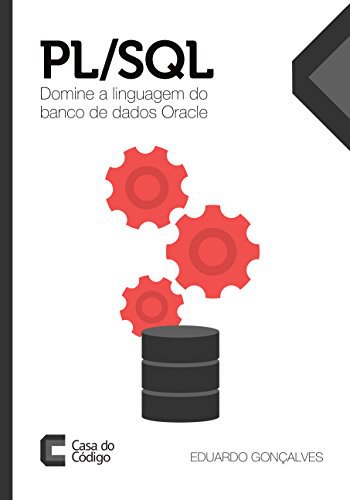 PL/SQL
Domine a linguagem do
banco de dados Oracle
Casa do
Código
EDUARDO GONÇALVES